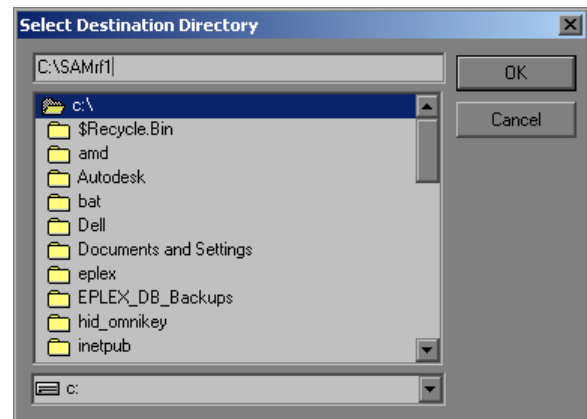 Select Destination Directory
C:\SAMrf1
OK
Cancel
c:\
$Recycle.Bin
amd
Autodesk
bat
Dell
Documents and Settings
eplex
EPLEX_DB_Backups
hid_omnikey
inetpub
c: